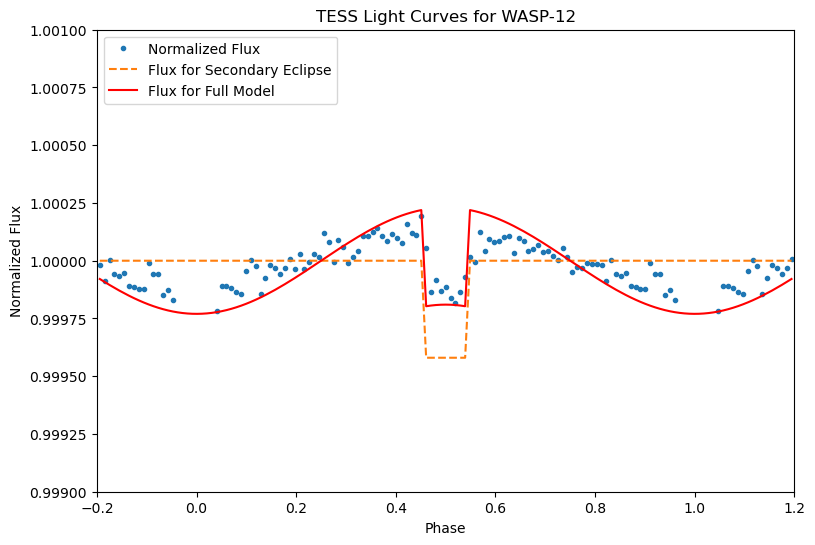 TESS Light Curves for WASP-12
Normalized Flux
Flux for Secondary Eclipse
Flux for Full Model
Normalized Flux
1.00100
1.00075
1.00050
1.00025
1.00000
0.99975
0.99950
0.99925
0.99900
−0.2 0.0 0.2 0.4 0.6 0.8 1.0 1.2
Phase